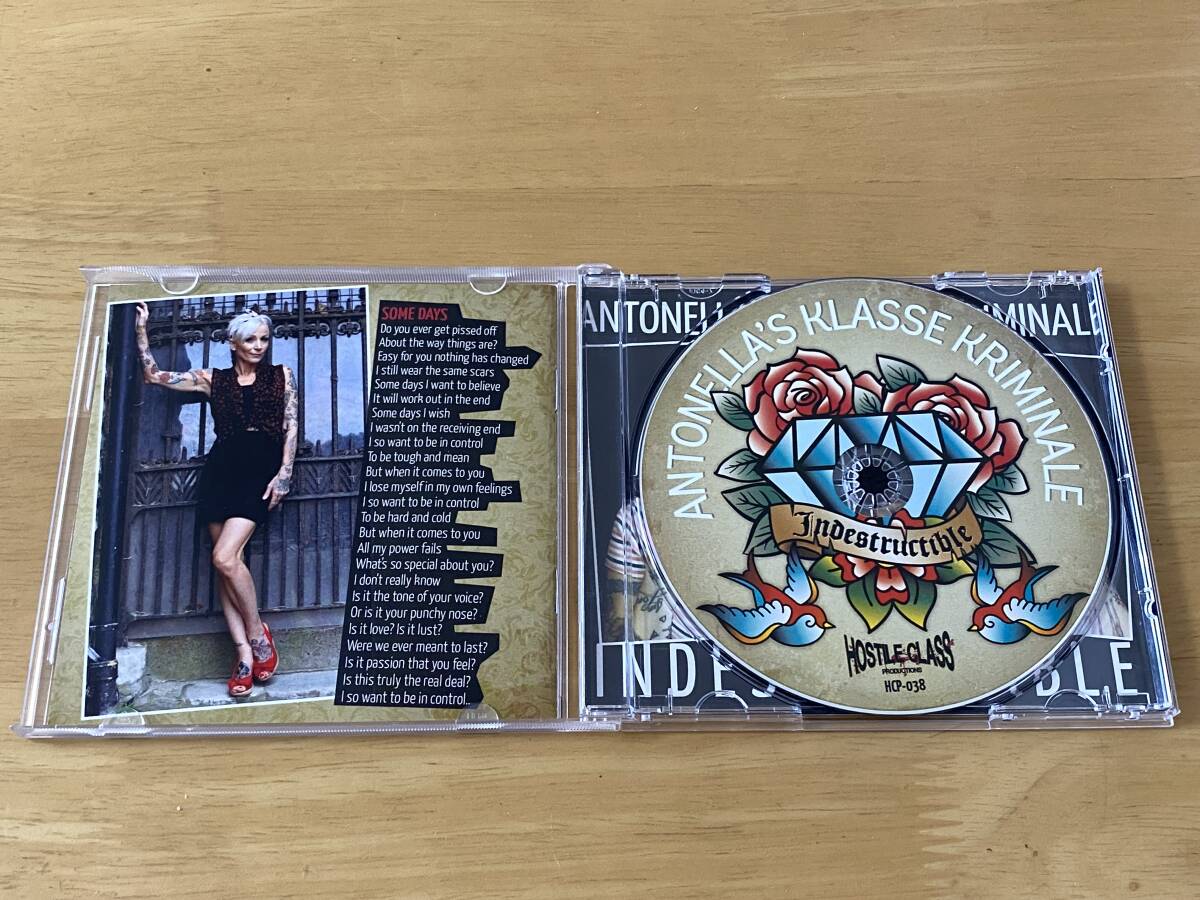 SOME DAYS
Do you ever get pissed off
About the way things are?
Easy for you nothing has changed
I still wear the same scars
Some days I want to believe
It will work out in the end
Some days I wish
I wasn't on the receiving end
I so want to be in control
To be tough and mean
But when it comes to you
I lose myself in my own feelings
I so want to be in control
To be hard and cold
But when it comes to you
All my power fails
What's so special about you?
I don't really know
Is it the tone of your voice?
Or is it your punchy nose?
Is it love? Is it lust?
Were we ever meant to last?
Is it passion that you feel?
Is this truly the real deal?
I so want to be in control..
ANTONELL
IMINALE
ANTONELLA'S KLASSE KRIMINALE
Indestructible
HOSTILE CLASS
PRODUCTIONS
HCP-038
INDES
BLE